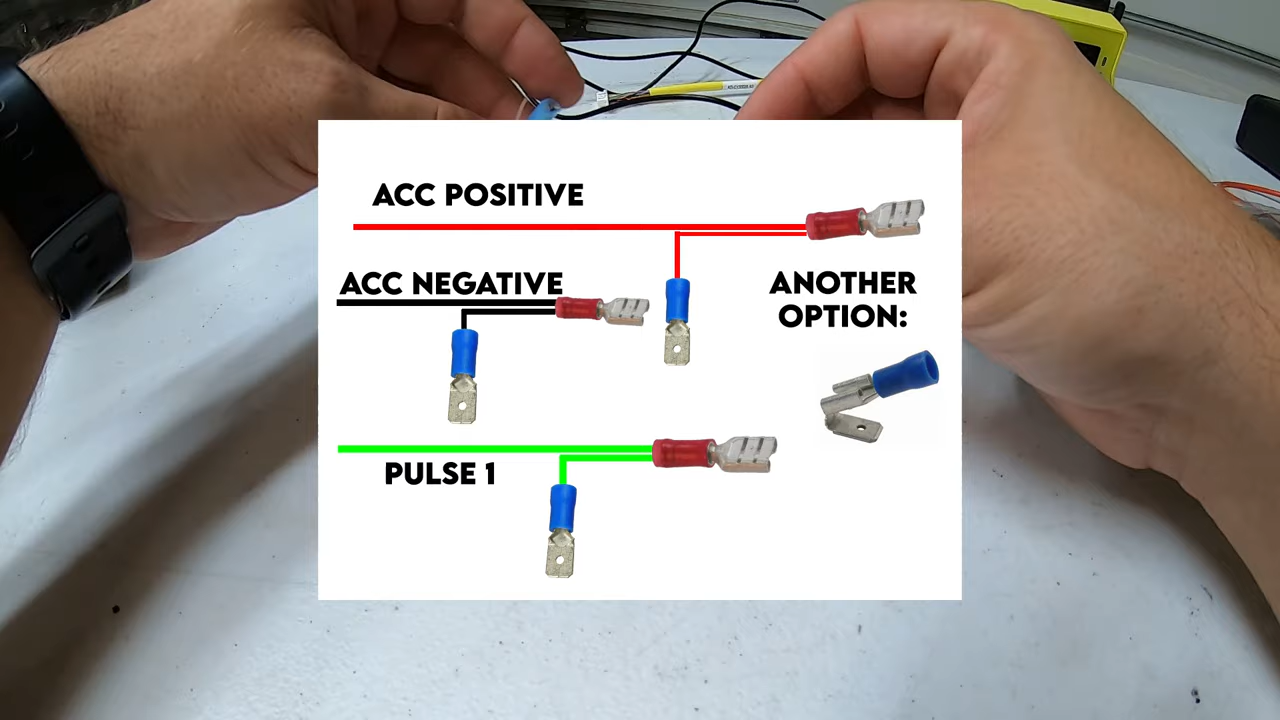 ACC POSITIVE
ACC NEGATIVE
ANOTHER
OPTION:
PULSE 1